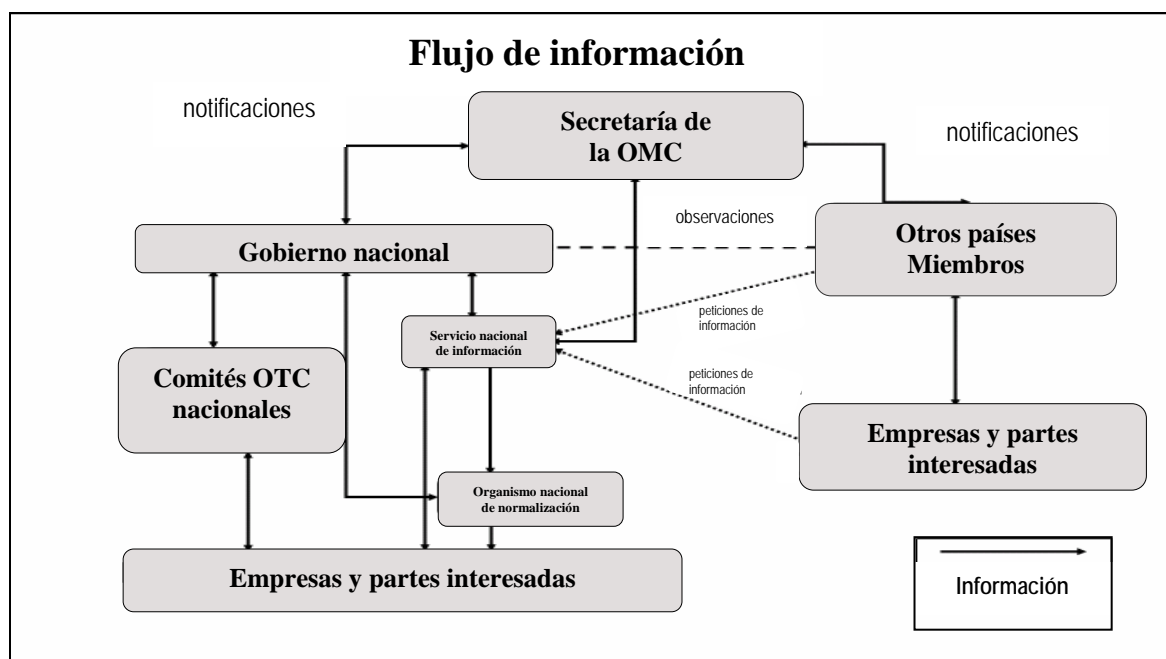 Flujo de información
notificaciones
Secretaría de
la OMC
notificaciones
observaciones
Gobierno nacional
Otros países
Miembros
peticiones de
información
Servicio nacional
de información
Comités OTC
nacionales
peticiones de
información
Empresas y partes
interesadas
Organismo nacional
de normalización
Empresas y partes interesadas
Información